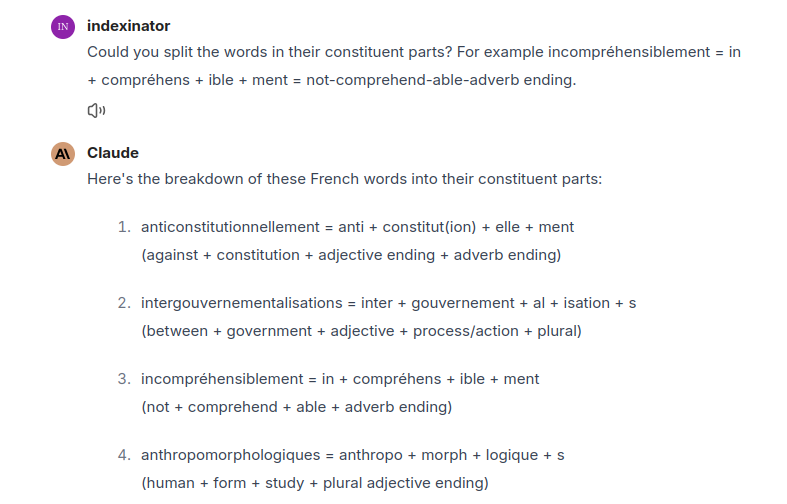 IN indexinator
Could you split the words in their constituent parts? For example incompréhensiblement = in
+ compréhens + ible + ment = not-comprehend-able-adverb ending.
A\ Claude
Here's the breakdown of these French words into their constituent parts:
1. anticonstitutionnellement = anti + constitut(ion) + elle + ment
(against + constitution + adjective ending + adverb ending)
2. intergouvernementalisations = inter + gouvernement + al + isation + s
(between + government + adjective + process/action + plural)
3. incompréhensiblement = in + compréhens + ible + ment
(not + comprehend + able + adverb ending)
4. anthropomorphologiques = anthropo + morph + logique + s
(human + form + study + plural adjective ending)